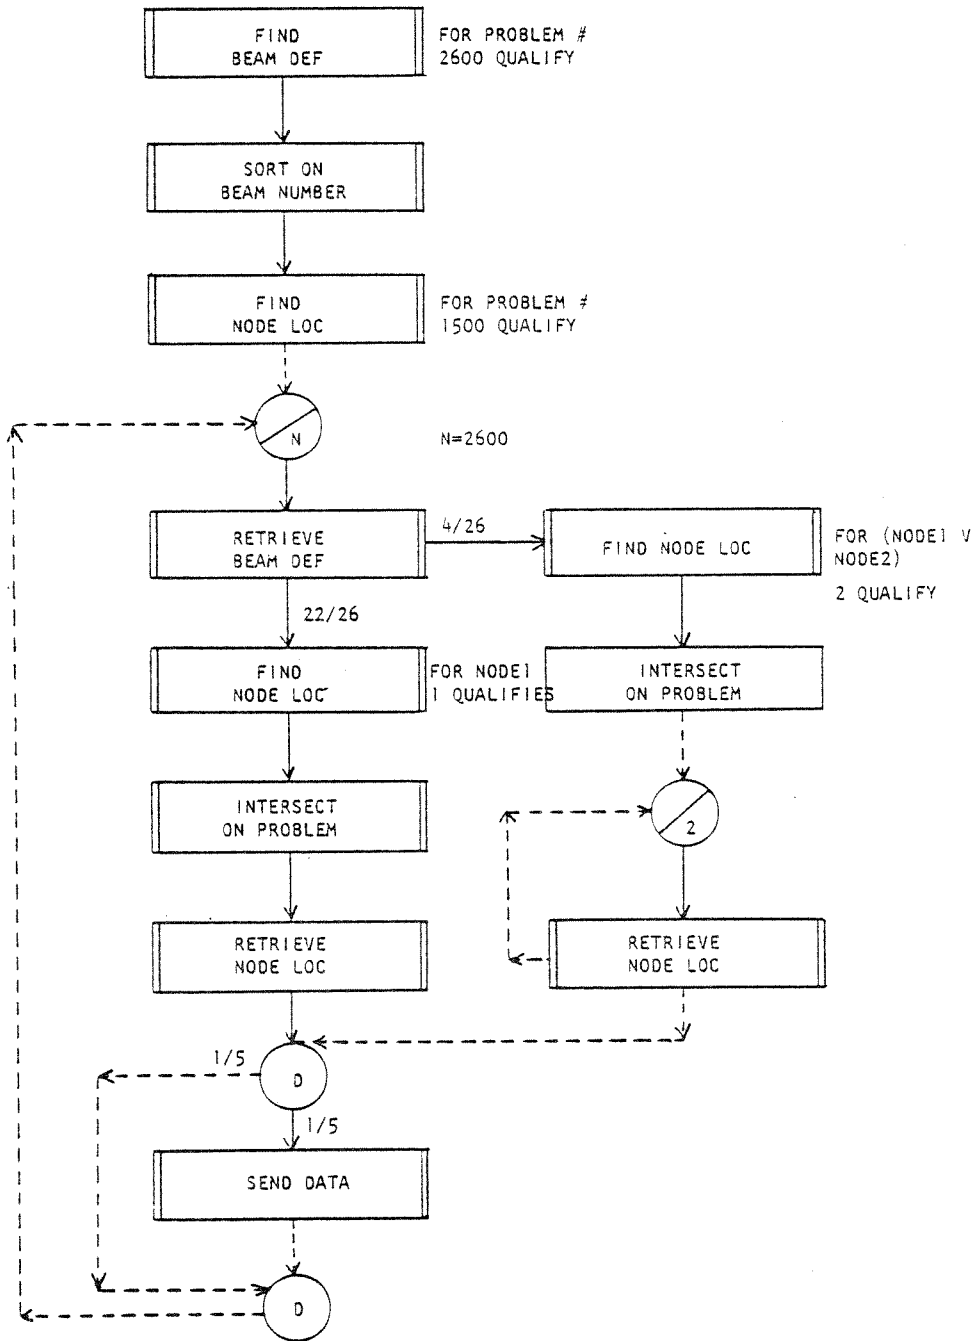 FIND
BEAM DEF
FOR PROBLEM #
2600 QUALIFY
SORT ON
BEAM NUMBER
FIND
NODE LOC
FOR PROBLEM #
1500 QUALIFY
N
N=2600
RETRIEVE
BEAM DEF
4/26
FIND NODE LOC
FOR (NODE1 V
NODE2)
2 QUALIFY
22/26
FIND
NODE LOC
FOR NODE1
1 QUALIFIES
INTERSECT
ON PROBLEM
INTERSECT
ON PROBLEM
2
RETRIEVE
NODE LOC
RETRIEVE
NODE LOC
1/5
D
1/5
SEND DATA
D